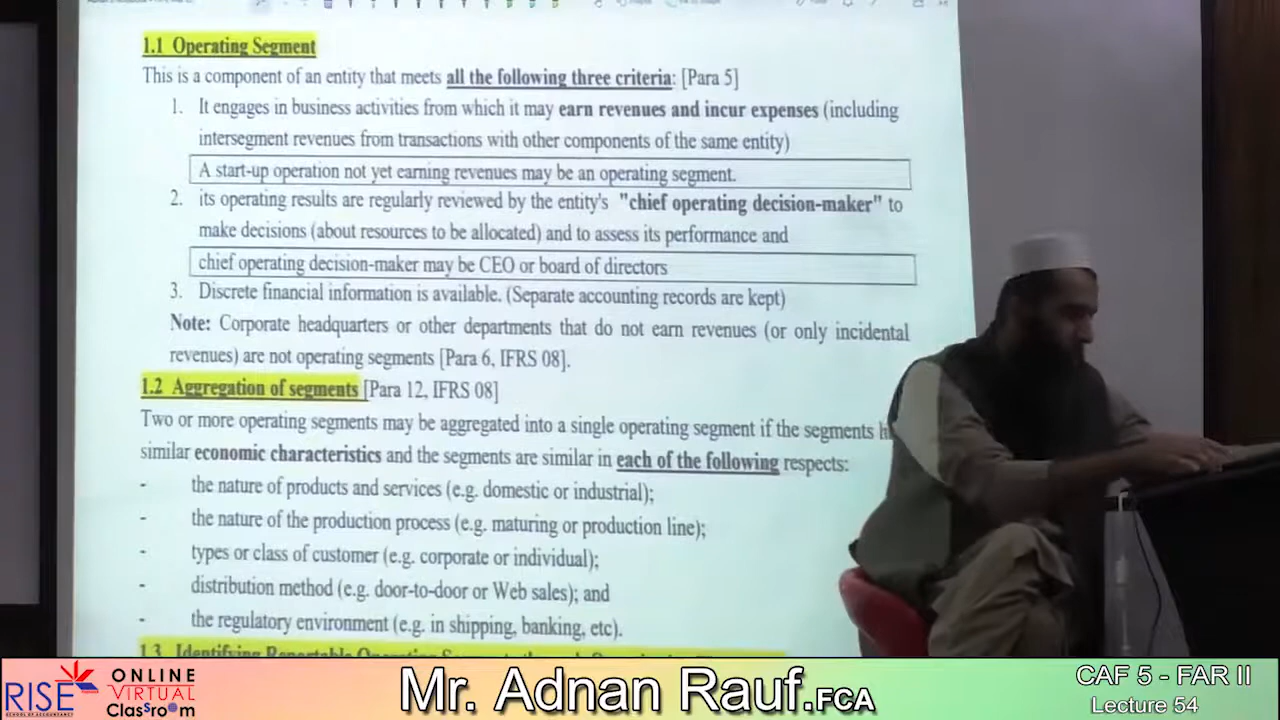 1.1 Operating Segment
This is a component of an entity that meets all the following three criteria: [Para 5]
1. It engages in business activities from which it may earn revenues and incur expenses (including
intersegment revenues from transactions with other components of the same entity)
A start-up operation not yet earning revenues may be an operating segment.
2. its operating results are regularly reviewed by the entity's "chief operating decision-maker" to
make decisions (about resources to be allocated) and to assess its performance and
chief operating decision-maker may be CEO or board of directors
3. Discrete financial information is available. (Separate accounting records are kept)
Note: Corporate headquarters or other departments that do not earn revenues (or only incidental
revenues) are not operating segments [Para 6, IFRS 08].
1.2 Aggregation of segments [Para 12, IFRS 08]
Two or more operating segments may be aggregated into a single operating segment if the segments
similar economic characteristics and the segments are similar in each of the following respects:
- the nature of products and services (e.g. domestic or industrial);
- the nature of the production process (e.g. maturing or production line);
- types or class of customer (e.g. corporate or individual);
- distribution method (e.g. door-to-door or Web sales); and
- the regulatory environment (e.g. in shipping, banking, etc).
1.3 Identifying Reportable Operating
RISE
SCHOOL OF ACCOUNTANCY
ONLINE
VIRTUAL
Classroom
Mr. Adnan Rauf.FCA
CAF 5 - FAR II
Lecture 54